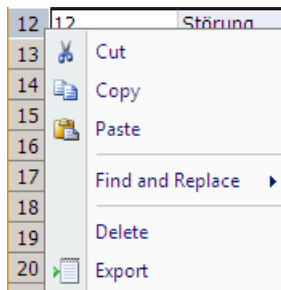 12 12 Störung
13 Cut
14 Copy
15 Paste
16
17 Find and Replace
18
19 Delete
20 Export